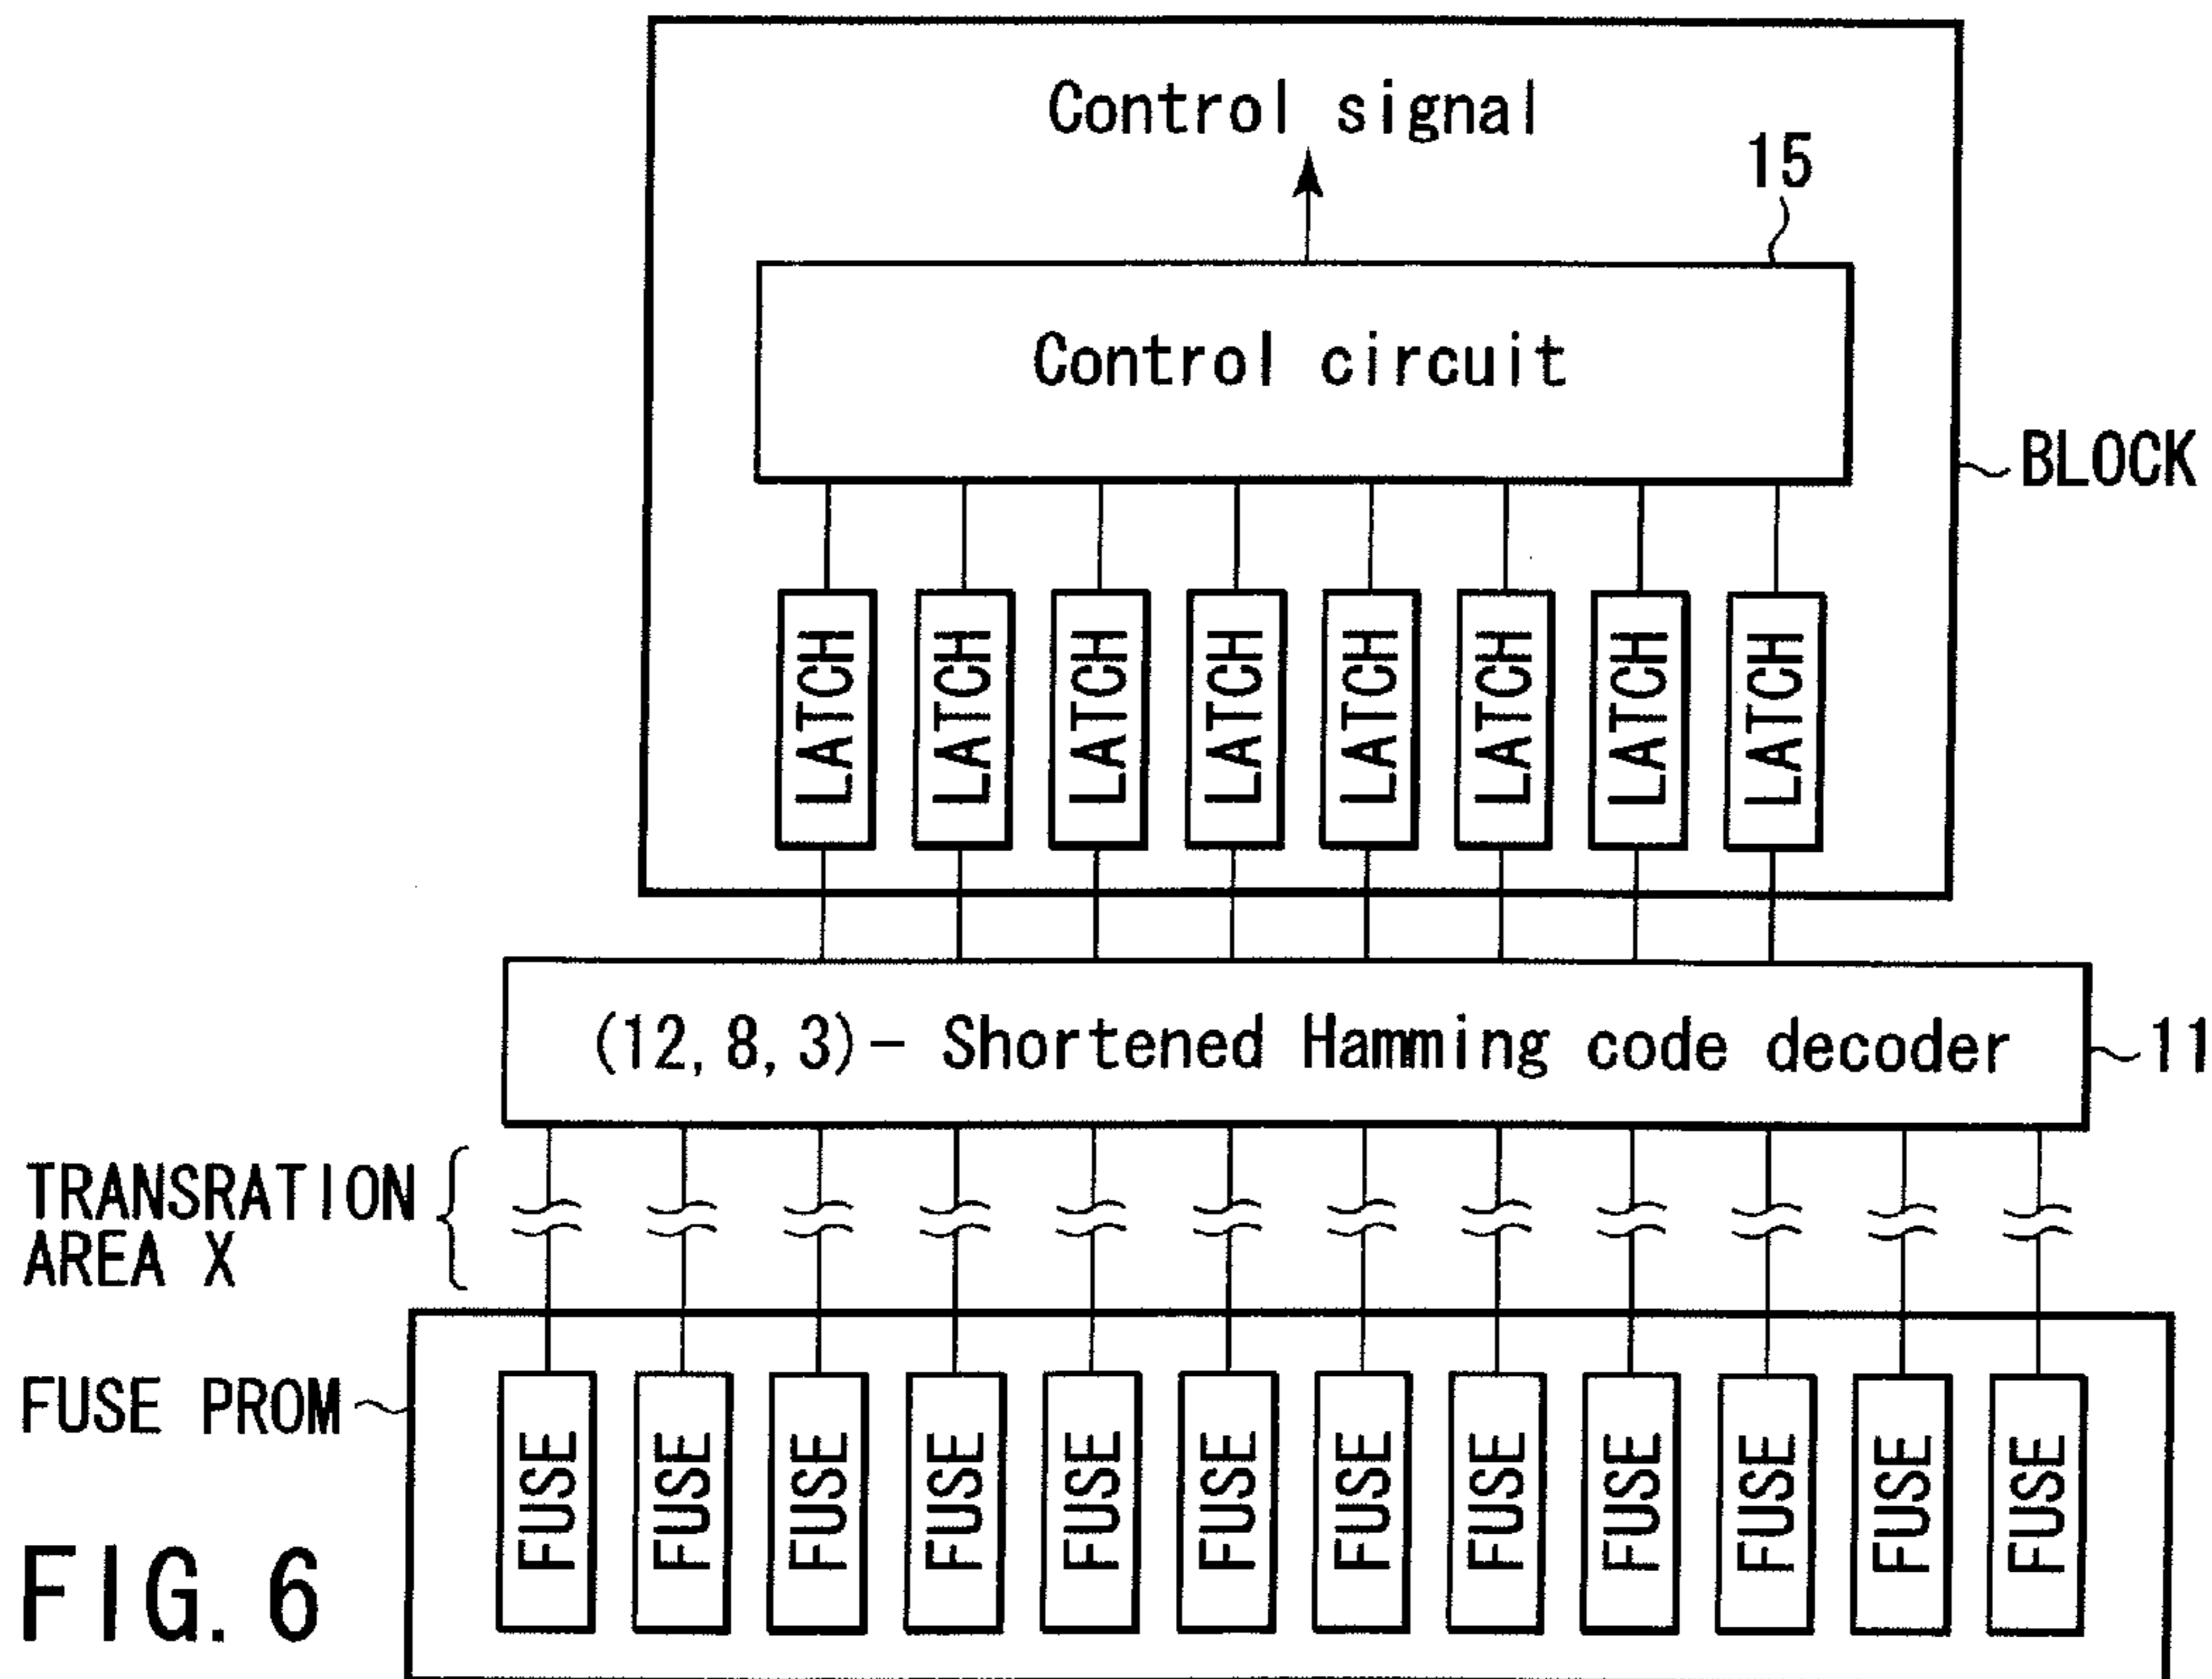 Control signal
15
Control circuit
BLOCK
LATCH
LATCH
LATCH
LATCH
LATCH
LATCH
LATCH
LATCH
(12, 8, 3) - Shortened Hamming code decoder
11
TRANSRATION
AREA X
FUSE PROM
FUSE
FUSE
FUSE
FUSE
FUSE
FUSE
FUSE
FUSE
FUSE
FUSE
FUSE
FUSE
FIG. 6